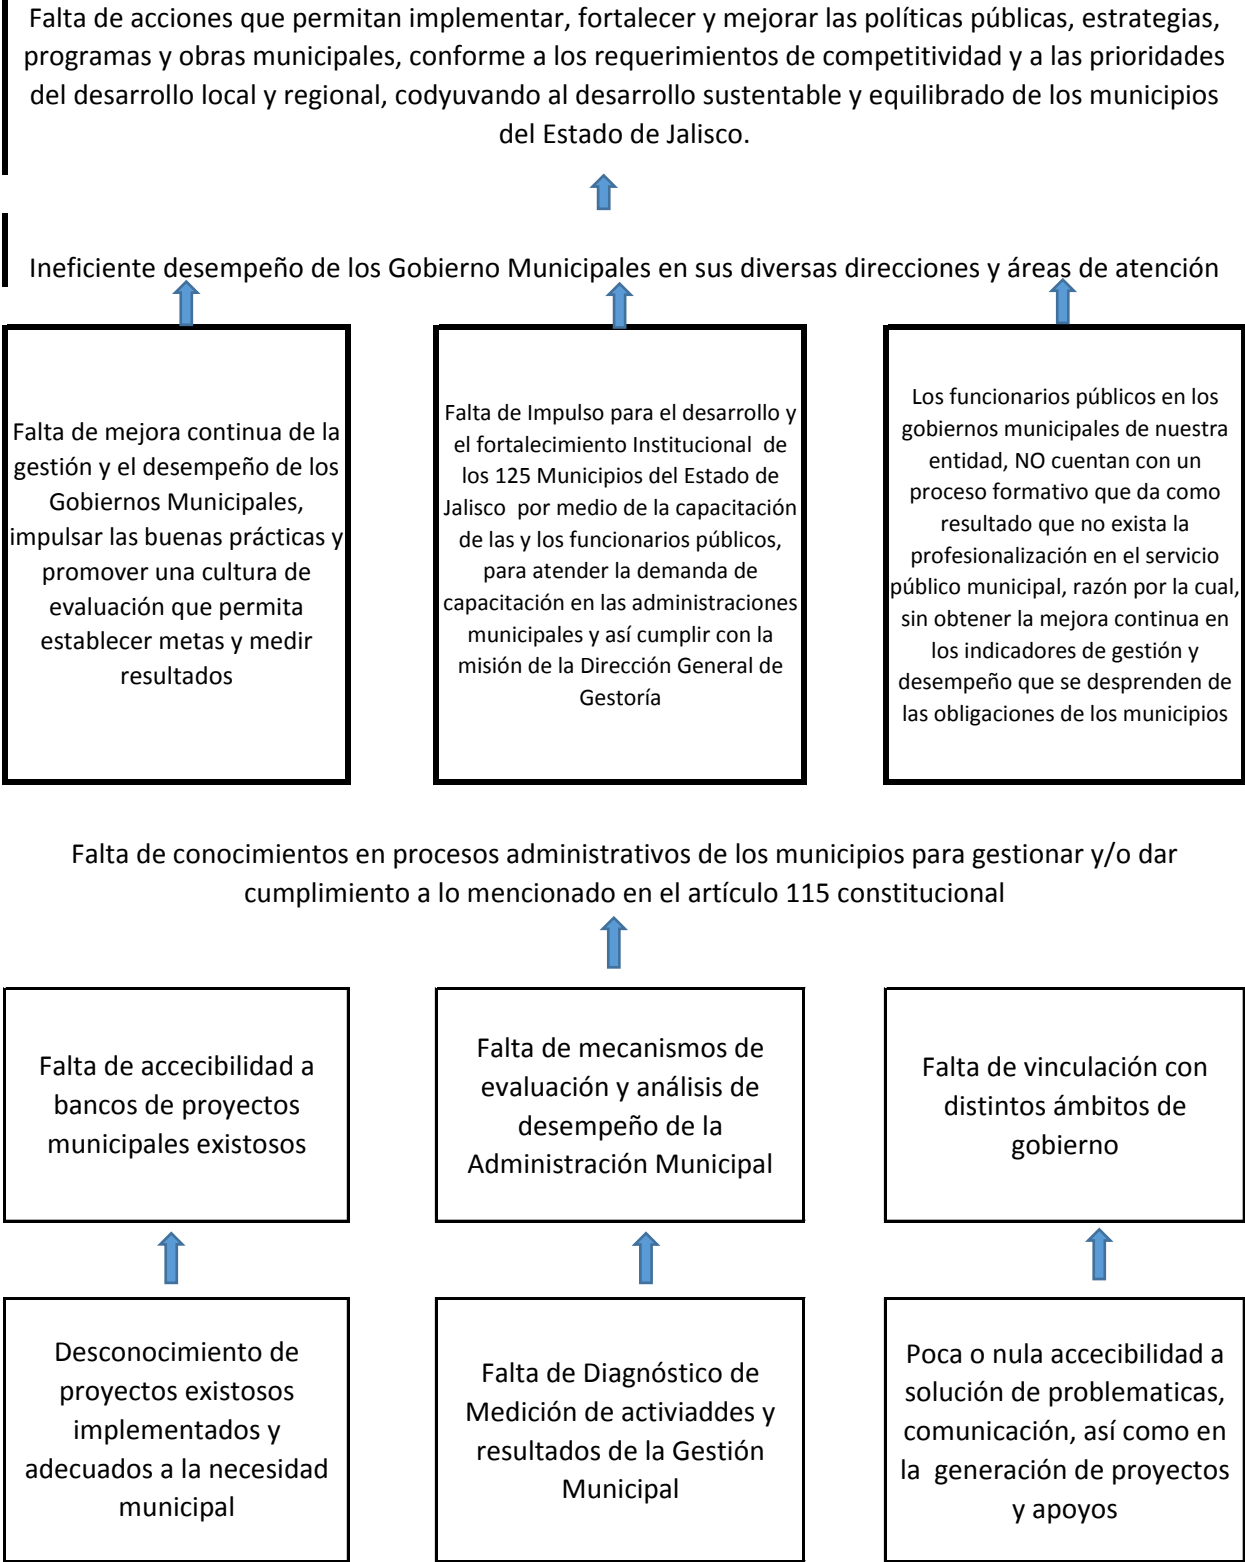 Falta de acciones que permitan implementar, fortalecer y mejorar las políticas públicas, estrategias,
programas y obras municipales, conforme a los requerimientos de competitividad y a las prioridades
del desarrollo local y regional, codyuvando al desarrollo sustentable y equilibrado de los municipios
del Estado de Jalisco.
Ineficiente desempeño de los Gobierno Municipales en sus diversas direcciones y áreas de atención
Falta de mejora continua de la
gestión y el desempeño de los
Gobiernos Municipales,
impulsar las buenas prácticas y
promover una cultura de
evaluación que permita
establecer metas y medir
resultados
Falta de Impulso para el desarrollo y
el fortalecimiento Institucional de
los 125 Municipios del Estado de
Jalisco por medio de la capacitación
de las y los funcionarios públicos,
para atender la demanda de
capacitación en las administraciones
municipales y así cumplir con la
misión de la Dirección General de
Gestoría
Los funcionarios públicos en los
gobiernos municipales de nuestra
entidad, NO cuentan con un
proceso formativo que da como
resultado que no exista la
profesionalización en el servicio
público municipal, razón por la cual,
sin obtener la mejora continua en
los indicadores de gestión y
desempeño que se desprenden de
las obligaciones de los municipios
Falta de conocimientos en procesos administrativos de los municipios para gestionar y/o dar
cumplimiento a lo mencionado en el artículo 115 constitucional
Falta de accecibilidad a
bancos de proyectos
municipales existosos
Falta de mecanismos de
evaluación y análisis de
desempeño de la
Administración Municipal
Falta de vinculación con
distintos ámbitos de
gobierno
Desconocimiento de
proyectos existosos
implementados y
adecuados a la necesidad
municipal
Falta de Diagnóstico de
Medición de activiaddes y
resultados de la Gestión
Municipal
Poca o nula accecibilidad a
solución de problematicas,
comunicación, así como en
la generación de proyectos
y apoyos